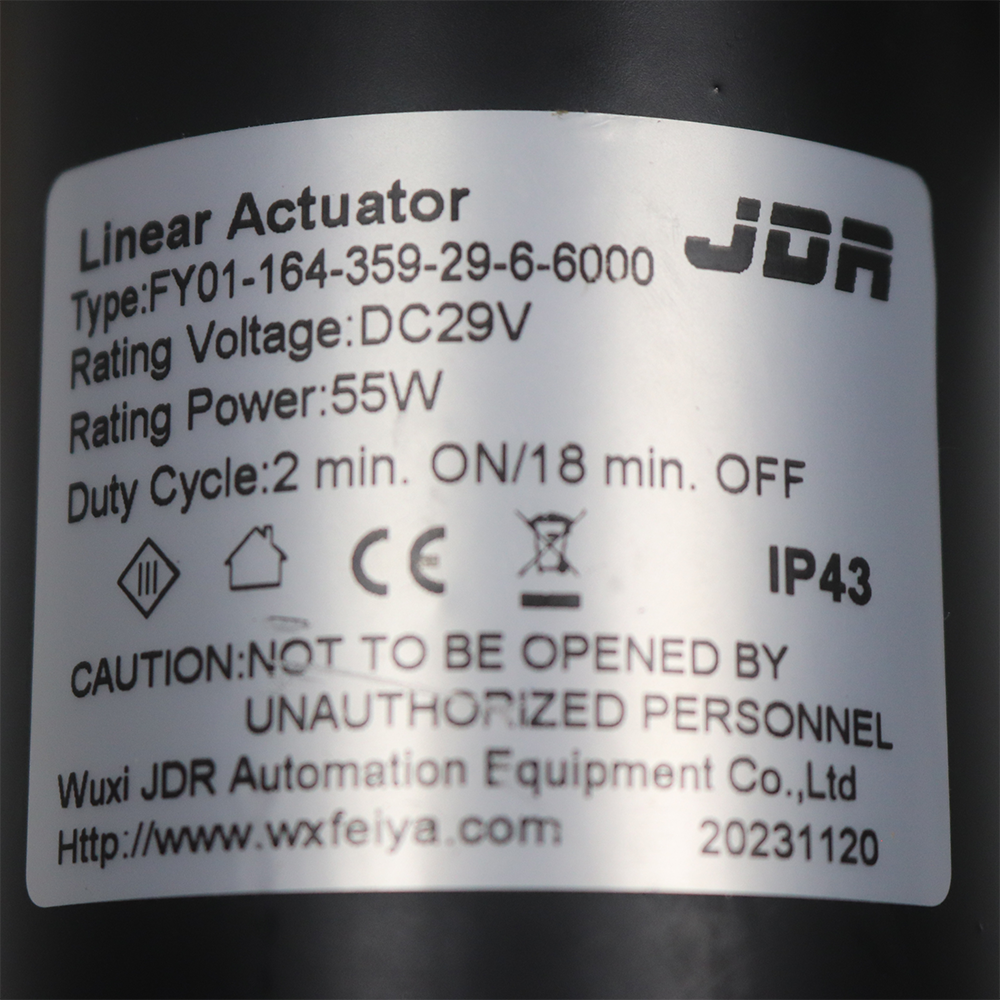 Linear Actuator
JDR
Type:FY01-164-359-29-6-6000
Rating Voltage:DC29V
Rating Power:55W
Duty Cycle:2 min. ON/18 min. OFF
III
CE
IP43
CAUTION:NOT TO BE OPENED BY
UNAUTHORIZED PERSONNEL
Wuxi JDR Automation Equipment Co.,Ltd
Http://www.wxfeiya.com
20231120